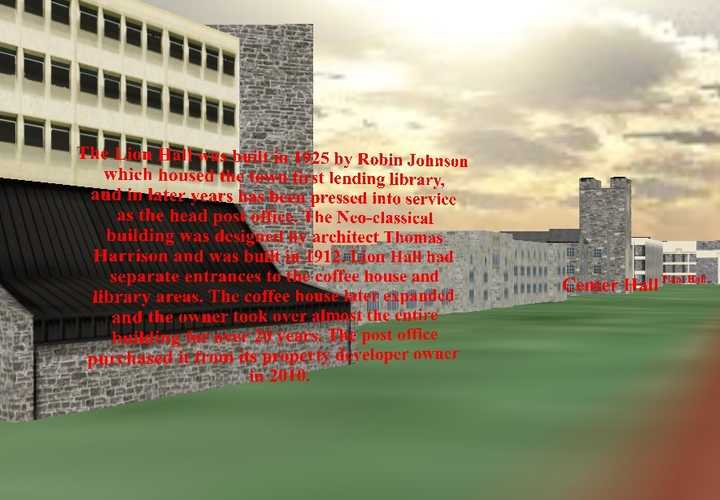 The Lion Hall was built in 1925 by Robin Johnson
which housed the town first lending library,
and in later years has been pressed into service
as the head post office. The Neo-classical
building was designed by architect Thomas
Harrison and was built in 1912. Lion Hall had
separate entrances to the coffee house and
library areas. The coffee house later expanded
and the owner took over almost the entire
building for over 20 years. The post office
purchased it from its property developer owner
in 2010.
Center Hall
Hall